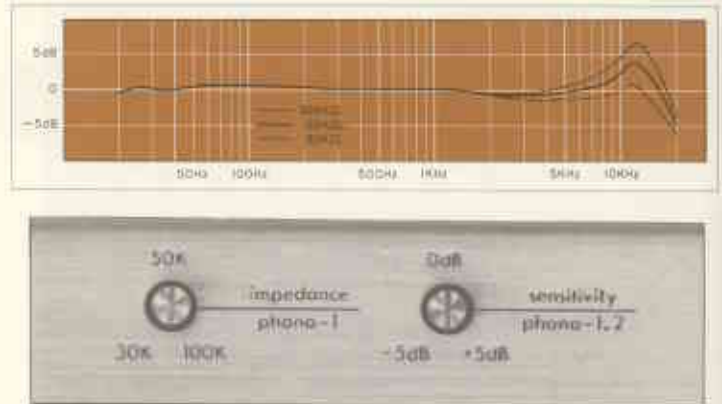 5dB
0
-5dB
50Hz 100Hz 500Hz 1KHz 5KHz 10KHz
50K 0dB
impedance sensitivity
phono-1 phono-1.2
30K 100K -5dB +5dB